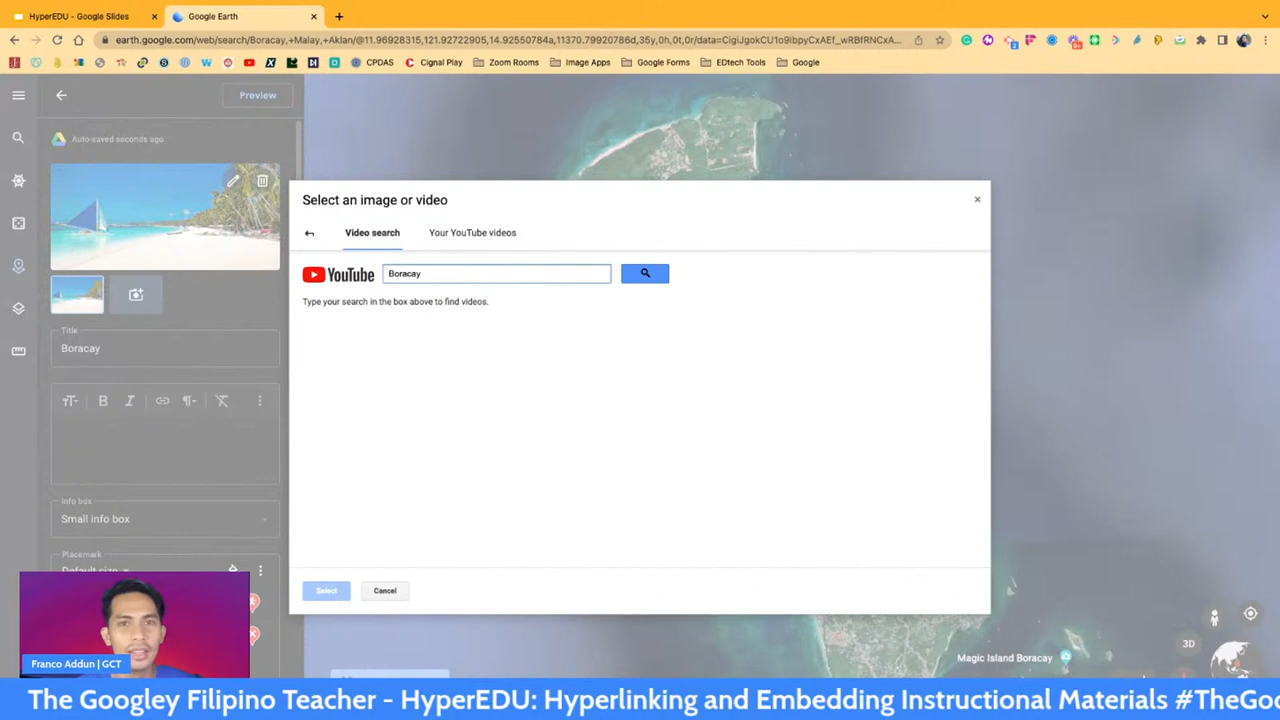 HyperEDU - Google Slides
Google Earth
earth.google.com/web/search/Boracay,+Malay,+Aklan/@11.96928315,121.92722905,14.92550784a,11370.79920786d,35y,0h,0t,0r/data=CigiJgokCU1o9ibpyCxAEf_wRBfRNCxA...
CPDAS
Cignal Play
Zoom Rooms
Image Apps
Google Forms
EDtech Tools
Google
Preview
Auto-saved seconds ago
Select an image or video
Video search
Your YouTube videos
YouTube
Boracay
Type your search in the box above to find videos.
Title
Boracay
Info box
Small info box
Placemark
Default size
Select
Cancel
3D
Magic Island Boracay
Franco Addun | GCT
The Googley Filipino Teacher - HyperEDU: Hyperlinking and Embedding Instructional Materials #TheGoo